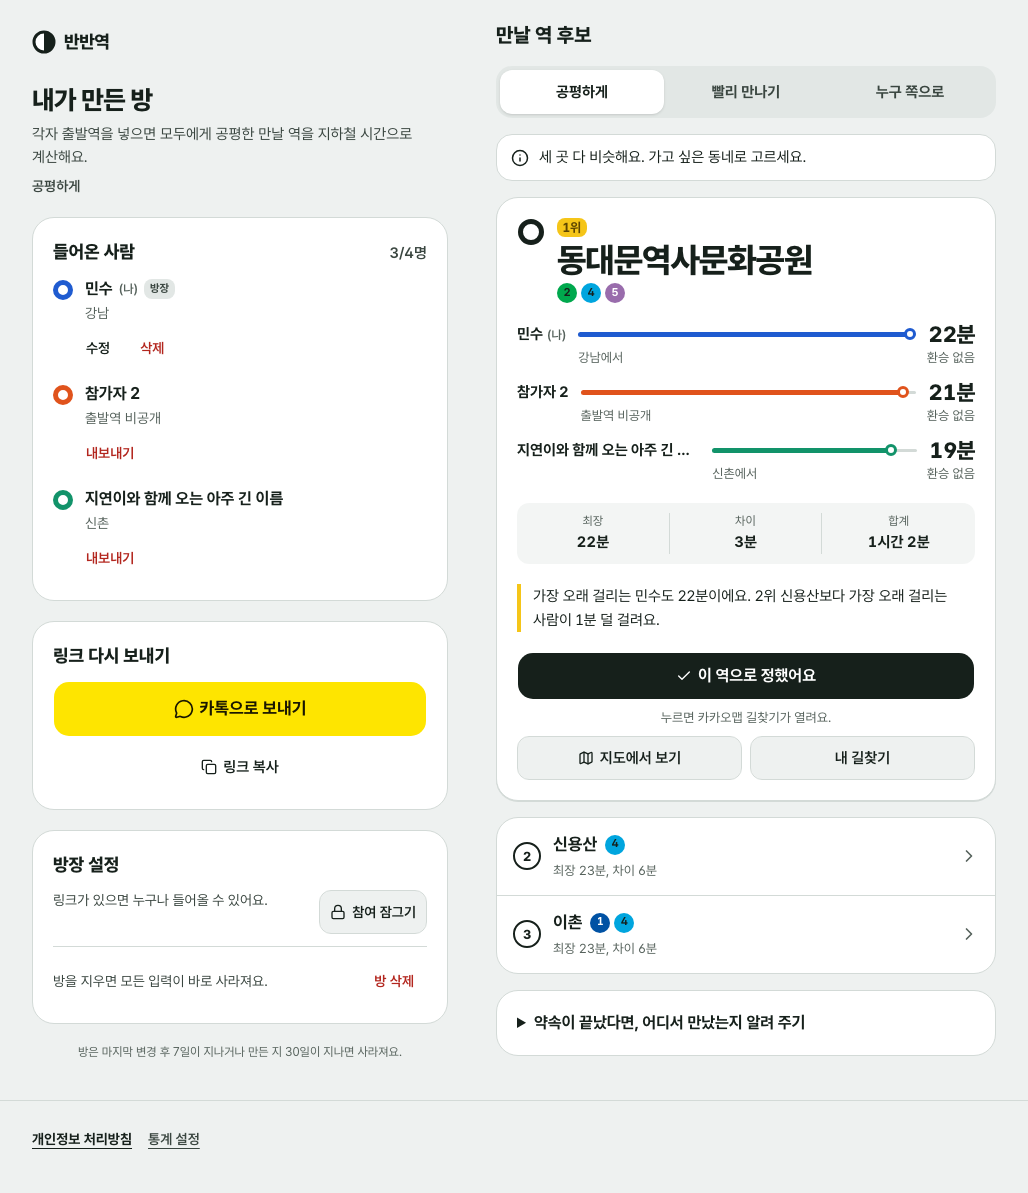 반반역
내가 만든 방
각자 출발역을 넣으면 모두에게 공평한 만날 역을 지하철 시간으로
계산해요.
공평하게
들어온 사람 3/4명
민수 (나) 방장
강남
수정 삭제
참가자 2
출발역 비공개
내보내기
지연이와 함께 오는 아주 긴 이름
신촌
내보내기
링크 다시 보내기
카톡으로 보내기
링크 복사
방장 설정
링크가 있으면 누구나 들어올 수 있어요.
참여 잠그기
방을 지우면 모든 입력이 바로 사라져요.
방 삭제
방은 마지막 변경 후 7일이 지나거나 만든 지 30일이 지나면 사라져요.
만날 역 후보
공평하게 빨리 만나기 누구 쪽으로
세 곳 다 비슷해요. 가고 싶은 동네로 고르세요.
1위
동대문역사문화공원
2 4 5
민수 (나) 22분
강남에서 환승 없음
참가자 2 21분
출발역 비공개 환승 없음
지연이와 함께 오는 아주 긴 ... 19분
신촌에서 환승 없음
최장 차이 합계
22분 3분 1시간 2분
가장 오래 걸리는 민수도 22분이에요. 2위 신용산보다 가장 오래 걸리는
사람이 1분 덜 걸려요.
이 역으로 정했어요
누르면 카카오맵 길찾기가 열려요.
지도에서 보기 내 길찾기
2 신용산 4
최장 23분, 차이 6분
3 이촌 1 4
최장 23분, 차이 6분
약속이 끝났다면, 어디서 만났는지 알려 주기
개인정보 처리방침 통계 설정